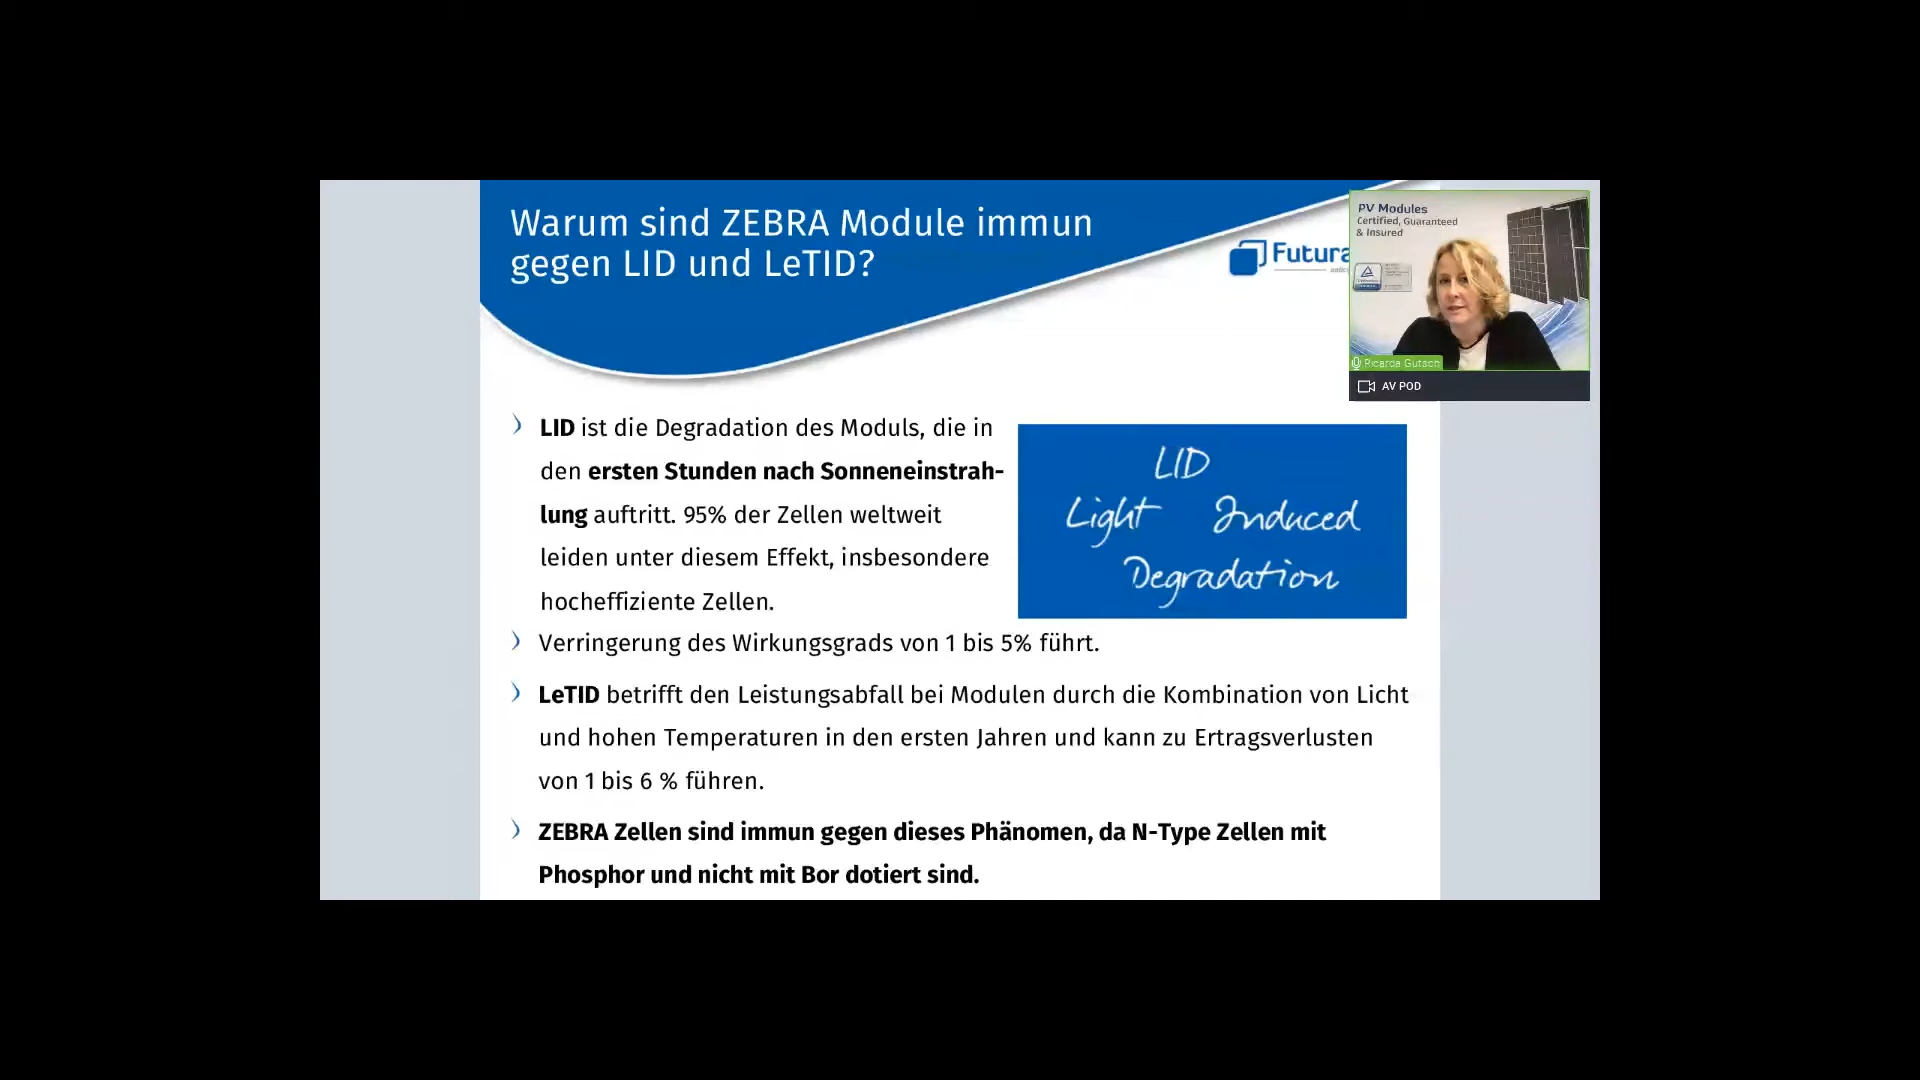 Warum sind ZEBRA Module immun
gegen LID und LeTID?
Futura
PV Modules
Certified, Guaranteed
& Insured
Ricarda Gutsch
AV POD
LID ist die Degradation des Moduls, die in
den ersten Stunden nach Sonneneinstrah-
lung auftritt. 95% der Zellen weltweit
leiden unter diesem Effekt, insbesondere
hocheffiziente Zellen.
LID
Light Induced
Degradation
Verringerung des Wirkungsgrads von 1 bis 5% führt.
LeTID betrifft den Leistungsabfall bei Modulen durch die Kombination von Licht
und hohen Temperaturen in den ersten Jahren und kann zu Ertragsverlusten
von 1 bis 6 % führen.
ZEBRA Zellen sind immun gegen dieses Phänomen, da N-Type Zellen mit
Phosphor und nicht mit Bor dotiert sind.